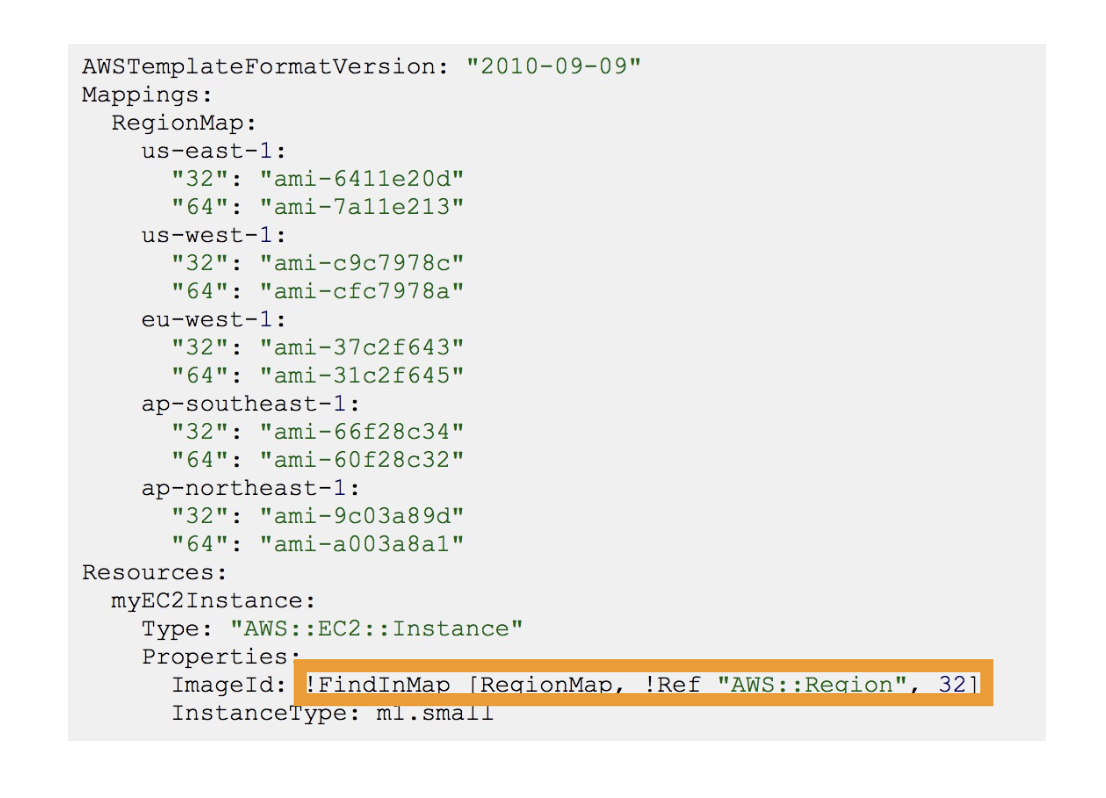 AWSTemplateFormatVersion: "2010-09-09"
Mappings:
  RegionMap:
    us-east-1:
      "32": "ami-6411e20d"
      "64": "ami-7a11e213"
    us-west-1:
      "32": "ami-c9c7978c"
      "64": "ami-cfc7978a"
    eu-west-1:
      "32": "ami-37c2f643"
      "64": "ami-31c2f645"
    ap-southeast-1:
      "32": "ami-66f28c34"
      "64": "ami-60f28c32"
    ap-northeast-1:
      "32": "ami-9c03a89d"
      "64": "ami-a003a8a1"
Resources:
  myEC2Instance:
    Type: "AWS::EC2::Instance"
    Properties:
      ImageId: !FindInMap [RegionMap, !Ref "AWS::Region", 32]
      InstanceType: m1.small